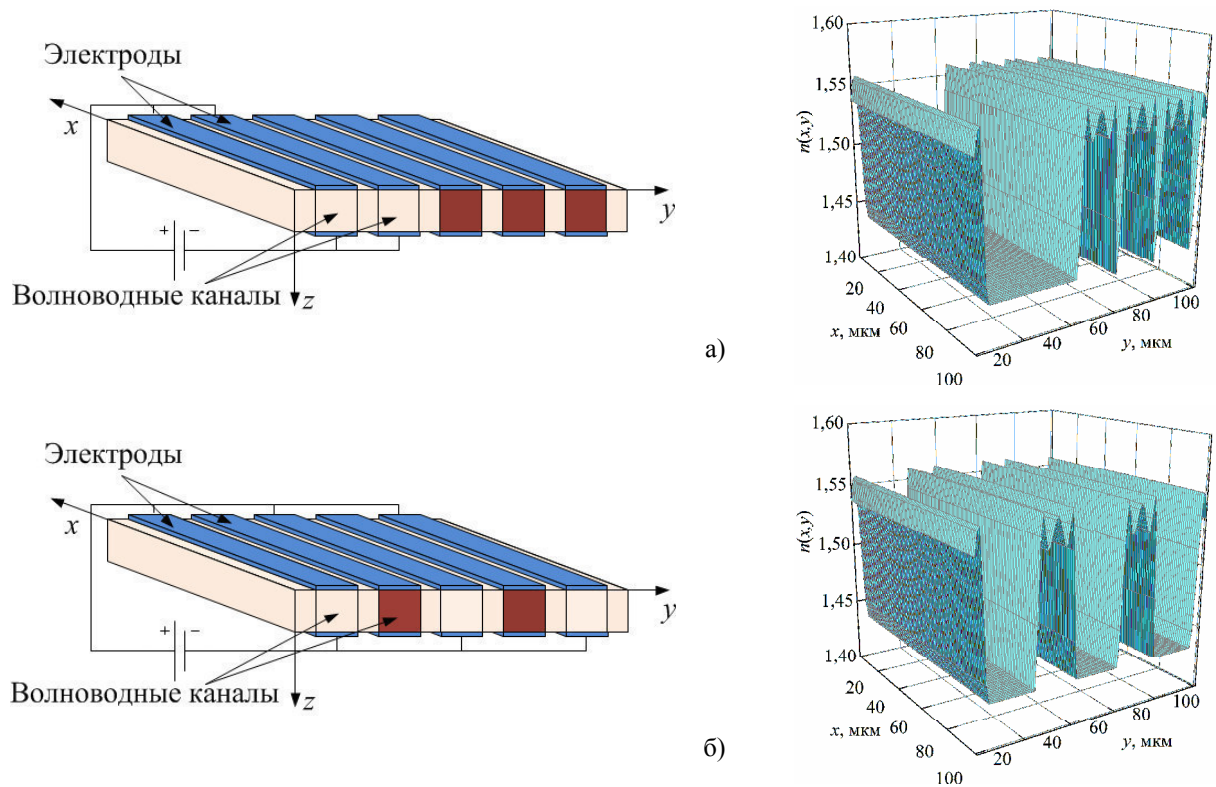 Электроды
x
y
+ −
Волноводные каналы
z
а)
1,60
1,55
1,50
1,45
1,40
n(x,y)
20
40
60
80
100
x, мкм
20
40
60
80
100
y, мкм
Электроды
x
y
+ −
Волноводные каналы
z
б)
1,60
1,55
1,50
1,45
1,40
n(x,y)
20
40
60
80
100
x, мкм
20
40
60
80
100
y, мкм